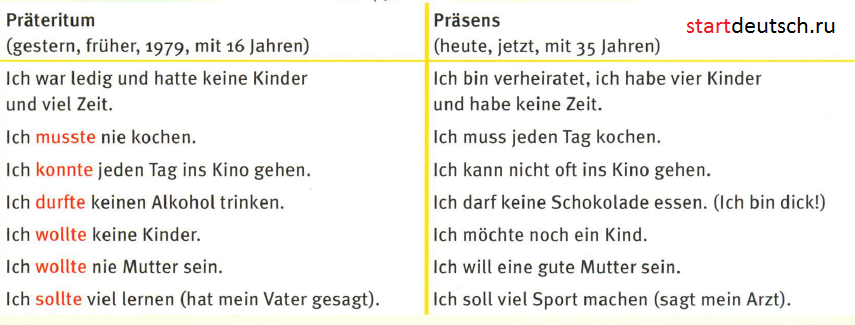 Präteritum
(gestern, früher, 1979, mit 16 Jahren)
Präsens
(heute, jetzt, mit 35 Jahren)
startdeutsch.ru
Ich war ledig und hatte keine Kinder
und viel Zeit.
Ich bin verheiratet, ich habe vier Kinder
und habe keine Zeit.
Ich musste nie kochen.
Ich muss jeden Tag kochen.
Ich konnte jeden Tag ins Kino gehen.
Ich kann nicht oft ins Kino gehen.
Ich durfte keinen Alkohol trinken.
Ich darf keine Schokolade essen. (Ich bin dick!)
Ich wollte keine Kinder.
Ich möchte noch ein Kind.
Ich wollte nie Mutter sein.
Ich will eine gute Mutter sein.
Ich sollte viel lernen (hat mein Vater gesagt).
Ich soll viel Sport machen (sagt mein Arzt).